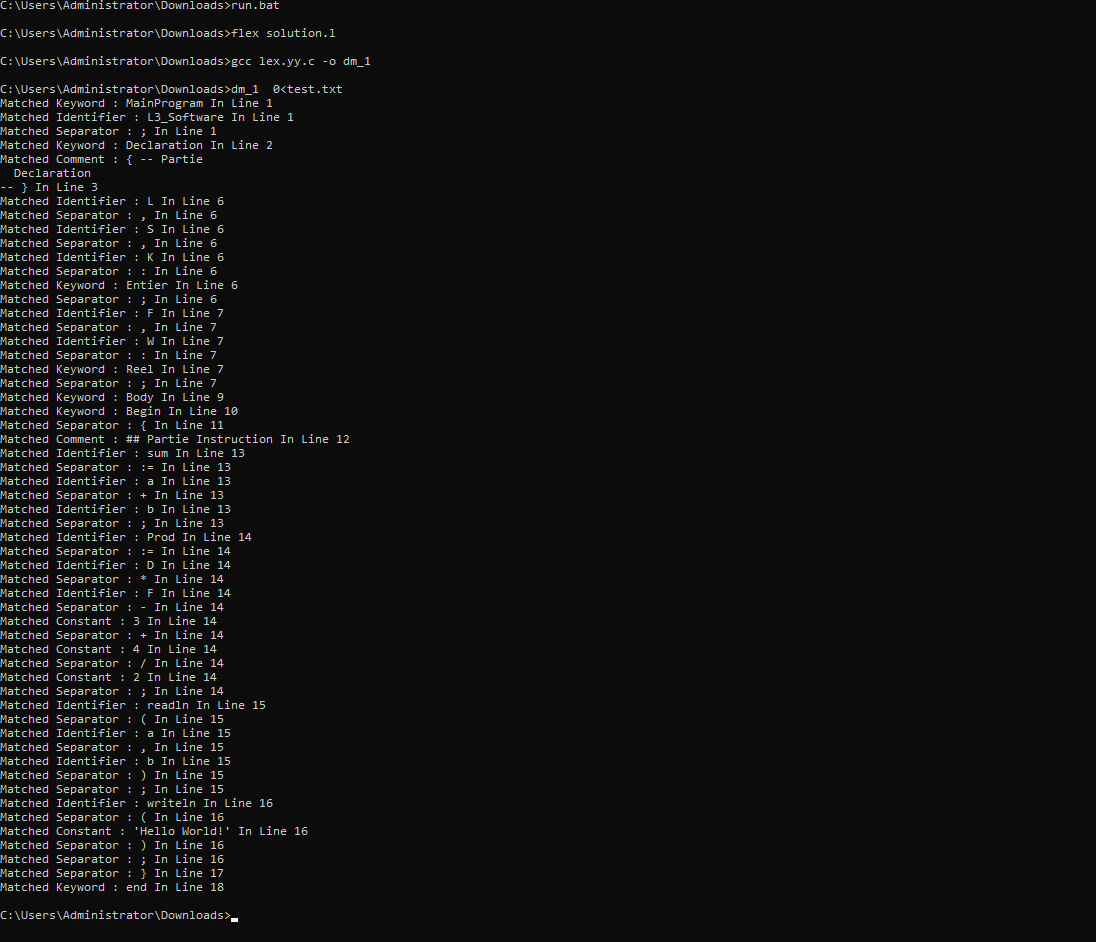 C:\Users\Administrator\Downloads>run.bat
C:\Users\Administrator\Downloads>flex solution.l
C:\Users\Administrator\Downloads>gcc lex.yy.c -o dm_1
C:\Users\Administrator\Downloads>dm_1  0<test.txt
Matched Keyword : MainProgram In Line 1
Matched Identifier : L3_Software In Line 1
Matched Separator : ; In Line 1
Matched Keyword : Declaration In Line 2
Matched Comment : { -- Partie
  Declaration
-- } In Line 3
Matched Identifier : L In Line 6
Matched Separator : , In Line 6
Matched Identifier : S In Line 6
Matched Separator : , In Line 6
Matched Identifier : K In Line 6
Matched Separator : : In Line 6
Matched Keyword : Entier In Line 6
Matched Separator : ; In Line 6
Matched Identifier : F In Line 7
Matched Separator : , In Line 7
Matched Identifier : W In Line 7
Matched Separator : : In Line 7
Matched Keyword : Reel In Line 7
Matched Separator : ; In Line 7
Matched Keyword : Body In Line 9
Matched Keyword : Begin In Line 10
Matched Separator : { In Line 11
Matched Comment : ## Partie Instruction In Line 12
Matched Identifier : sum In Line 13
Matched Separator : := In Line 13
Matched Identifier : a In Line 13
Matched Separator : + In Line 13
Matched Identifier : b In Line 13
Matched Separator : ; In Line 13
Matched Identifier : Prod In Line 14
Matched Separator : := In Line 14
Matched Identifier : D In Line 14
Matched Separator : * In Line 14
Matched Identifier : F In Line 14
Matched Separator : - In Line 14
Matched Constant : 3 In Line 14
Matched Separator : + In Line 14
Matched Constant : 4 In Line 14
Matched Separator : / In Line 14
Matched Constant : 2 In Line 14
Matched Separator : ; In Line 14
Matched Identifier : readln In Line 15
Matched Separator : ( In Line 15
Matched Identifier : a In Line 15
Matched Separator : , In Line 15
Matched Identifier : b In Line 15
Matched Separator : ) In Line 15
Matched Separator : ; In Line 15
Matched Identifier : writeln In Line 16
Matched Separator : ( In Line 16
Matched Constant : 'Hello World!' In Line 16
Matched Separator : ) In Line 16
Matched Separator : ; In Line 16
Matched Separator : } In Line 17
Matched Keyword : end In Line 18
C:\Users\Administrator\Downloads>